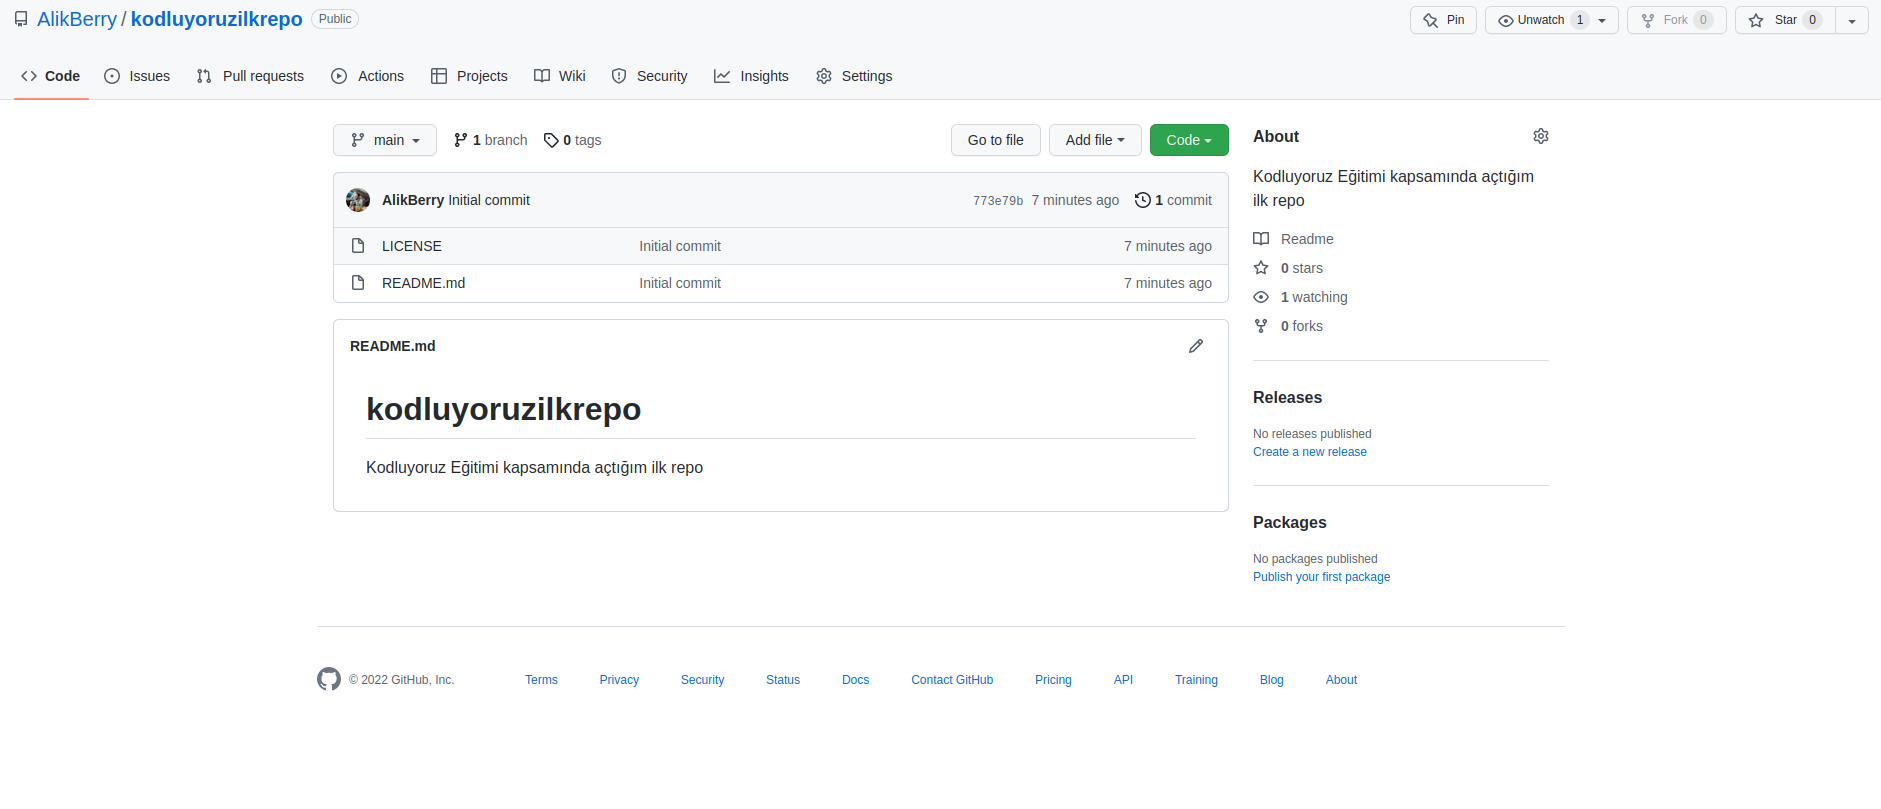 AlikBerry / kodluyoruzilkrepo Public
Pin
Unwatch 1
Fork 0
Star 0
Code
Issues
Pull requests
Actions
Projects
Wiki
Security
Insights
Settings
main
1 branch
0 tags
Go to file
Add file
Code
AlikBerry Initial commit
773e79b 7 minutes ago
1 commit
LICENSE Initial commit 7 minutes ago
README.md Initial commit 7 minutes ago
README.md
kodluyoruzilkrepo
Kodluyoruz Eğitimi kapsamında açtığım ilk repo
About
Kodluyoruz Eğitimi kapsamında açtığım
ilk repo
Readme
0 stars
1 watching
0 forks
Releases
No releases published
Create a new release
Packages
No packages published
Publish your first package
© 2022 GitHub, Inc.
Terms
Privacy
Security
Status
Docs
Contact GitHub
Pricing
API
Training
Blog
About